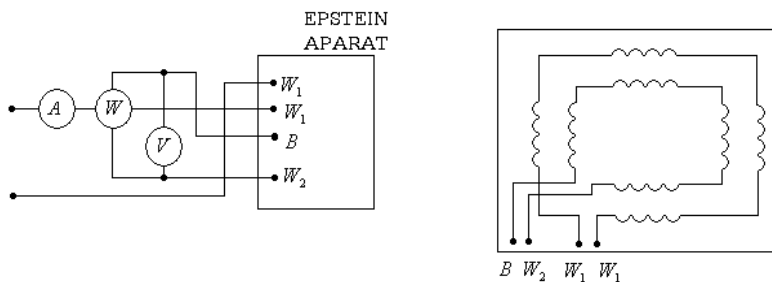 EPSTEIN
APARAT
A
W
V
W₁
W₁
B
W₂
B W₂ W₁ W₁